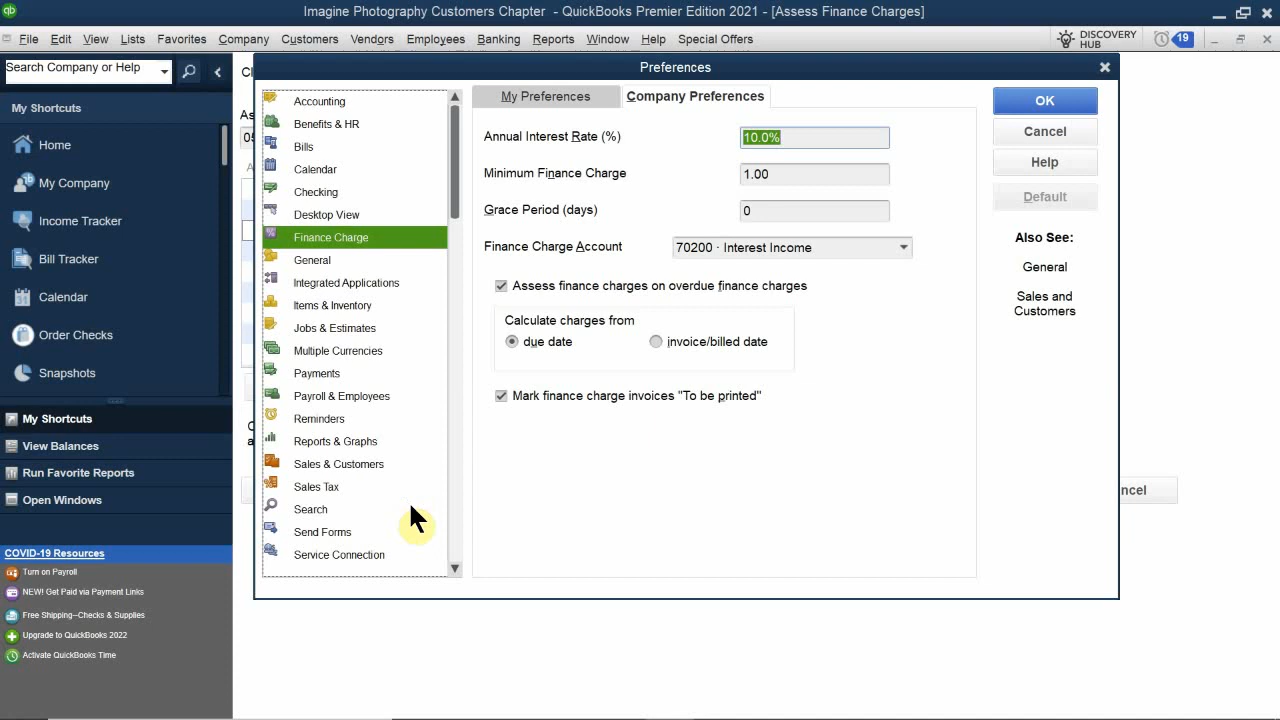 qb
Imagine Photography Customers Chapter - QuickBooks Premier Edition 2021 - [Assess Finance Charges]
File Edit View Lists Favorites Company Customers Vendors Employees Banking Reports Window Help Special Offers
DISCOVERY
HUB
19
Search Company or Help
Preferences
My Shortcuts
Home
My Company
Income Tracker
Bill Tracker
Calendar
Order Checks
Snapshots
My Shortcuts
View Balances
Run Favorite Reports
Open Windows
COVID-19 Resources
Turn on Payroll
NEW! Get Paid via Payment Links
Free Shipping–Checks & Supplies
Upgrade to QuickBooks 2022
Activate QuickBooks Time
Accounting
Benefits & HR
Bills
Calendar
Checking
Desktop View
Finance Charge
General
Integrated Applications
Items & Inventory
Jobs & Estimates
Multiple Currencies
Payments
Payroll & Employees
Reminders
Reports & Graphs
Sales & Customers
Sales Tax
Search
Send Forms
Service Connection
My Preferences
Company Preferences
Annual Interest Rate (%) 10.0%
Minimum Finance Charge 1.00
Grace Period (days) 0
Finance Charge Account 70200 · Interest Income
Assess finance charges on overdue finance charges
Calculate charges from
due date invoice/billed date
Mark finance charge invoices "To be printed"
OK
Cancel
Help
Default
Also See:
General
Sales and
Customers
ncel